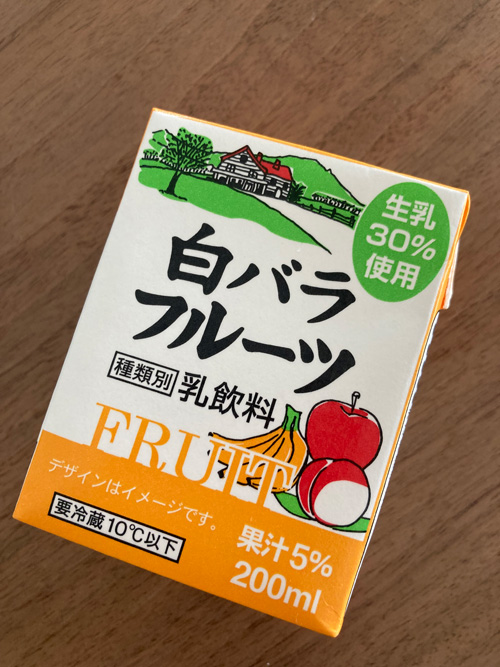 生乳
30%
使用
白バラ
フルーツ
種類別 乳飲料
FRUIT
デザインはイメージです。
要冷蔵10℃以下
果汁5%
200ml